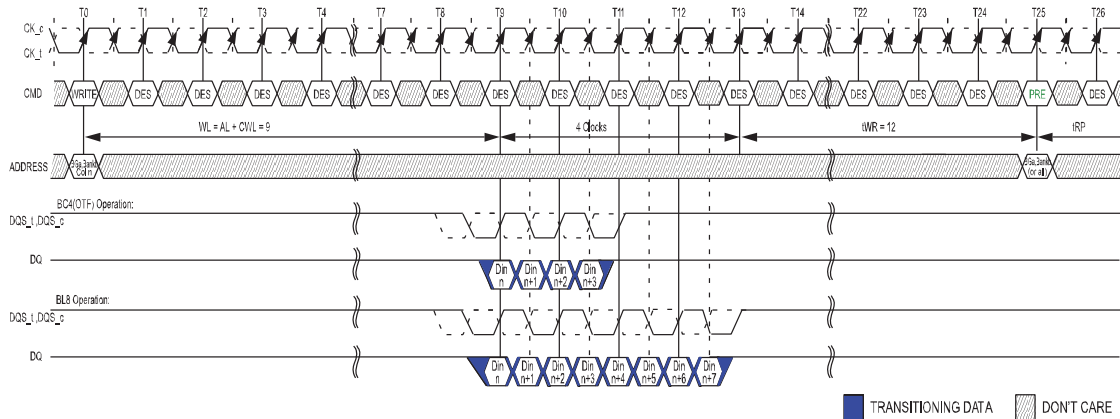 T0 T1 T2 T4 T7 T8 T9 T10 T11 T12 T13 T14 T22 T23 T24 T25 T26
CK_c
CK_t
CMD WRITE DES DES DES DES DES DES DES DES DES DES DES DES DES DES DES PRE DES
WL = AL + CWL = 9 4 Clocks tWR = 12 tRP
ADDRESS
Col n
(or all)
BC4(OTF) Operation:
DQS_t ,DQS_c
DQ Din n Din n+1 Din n+2 Din n+3
BL8 Operation:
DQS_t ,DQS_c
DQ Din n Din n+1 Din n+2 Din n+3 Din n+4 Din n+5 Din n+6 Din n+7
TRANSITIONING DATA DON'T CARE